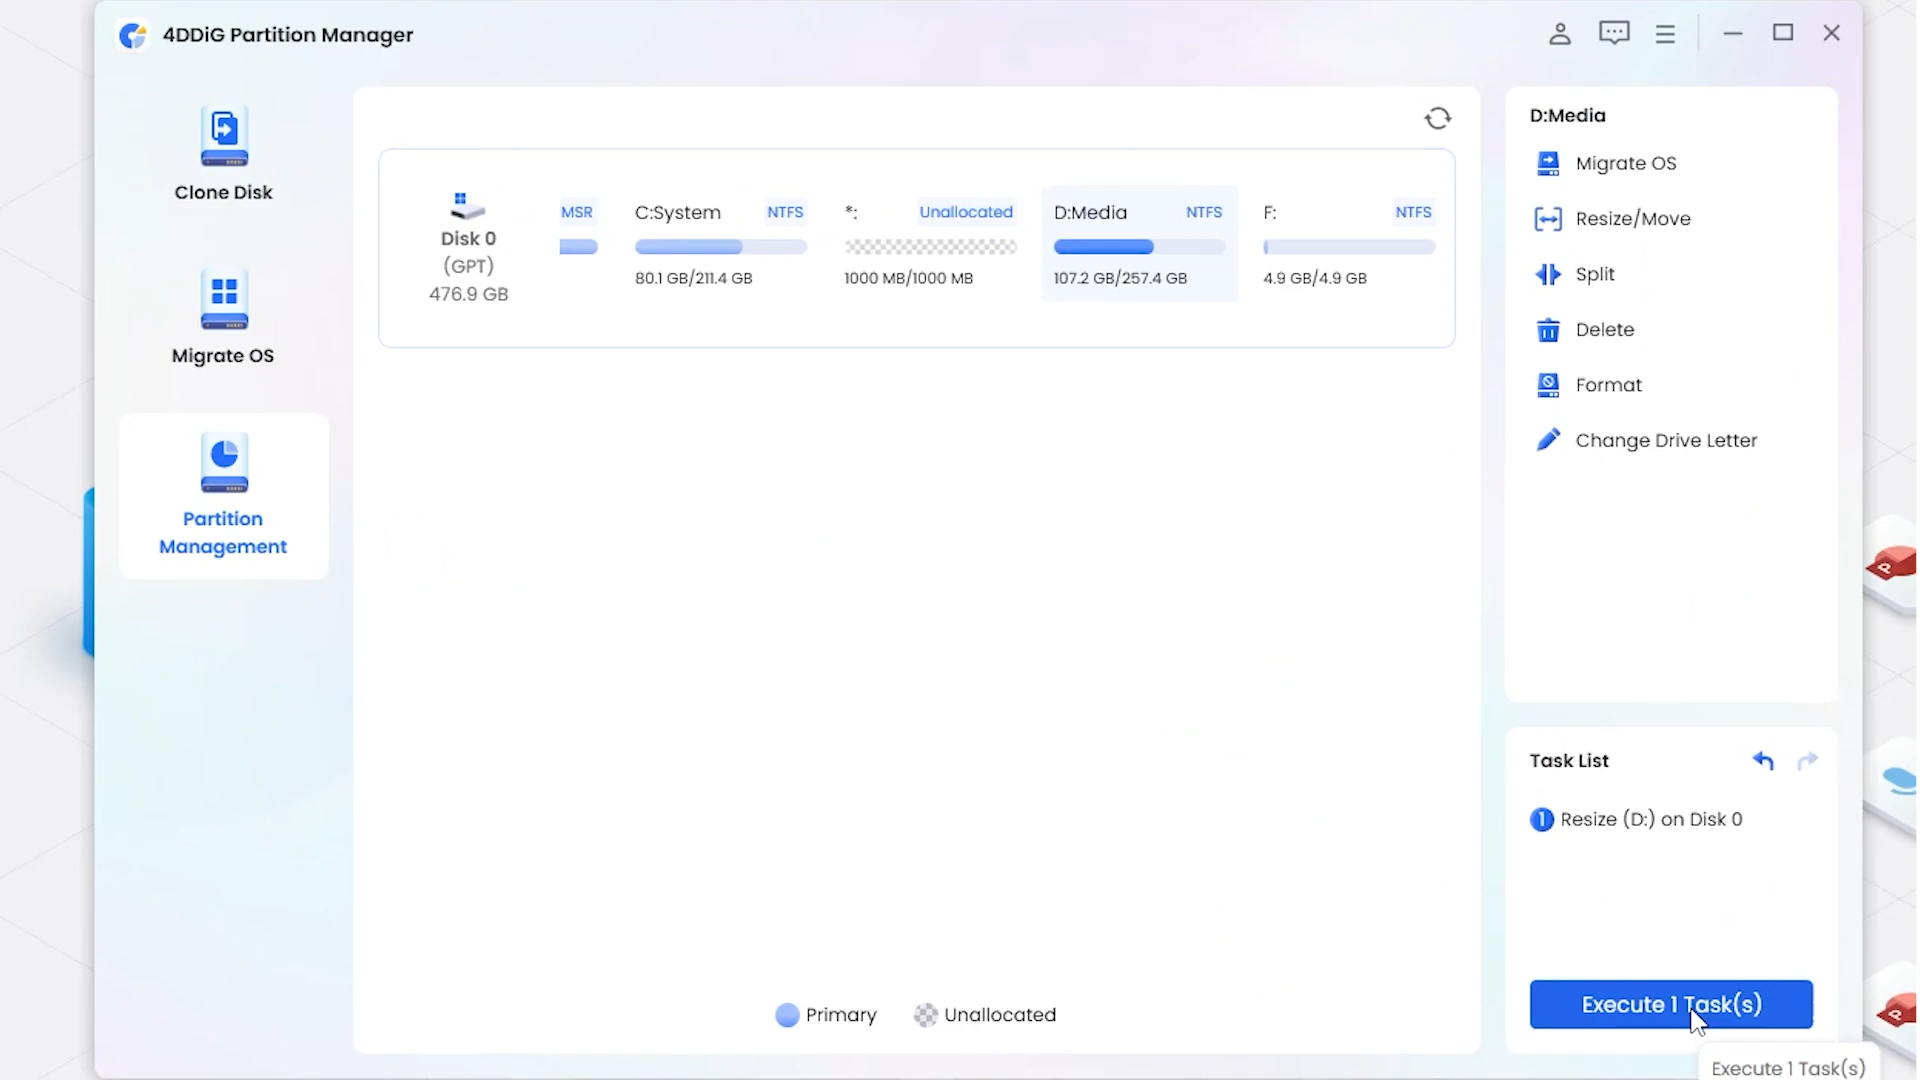 4DDiG Partition Manager
Clone Disk
Migrate OS
Partition
Management
Disk 0
(GPT)
476.9 GB
MSR
C:System NTFS
80.1 GB/211.4 GB
*: Unallocated
1000 MB/1000 MB
D:Media NTFS
107.2 GB/257.4 GB
F: NTFS
4.9 GB/4.9 GB
Primary Unallocated
D:Media
Migrate OS
Resize/Move
Split
Delete
Format
Change Drive Letter
Task List
1 Resize (D:) on Disk 0
Execute 1 Task(s)
Execute 1 Task(s)
P
P